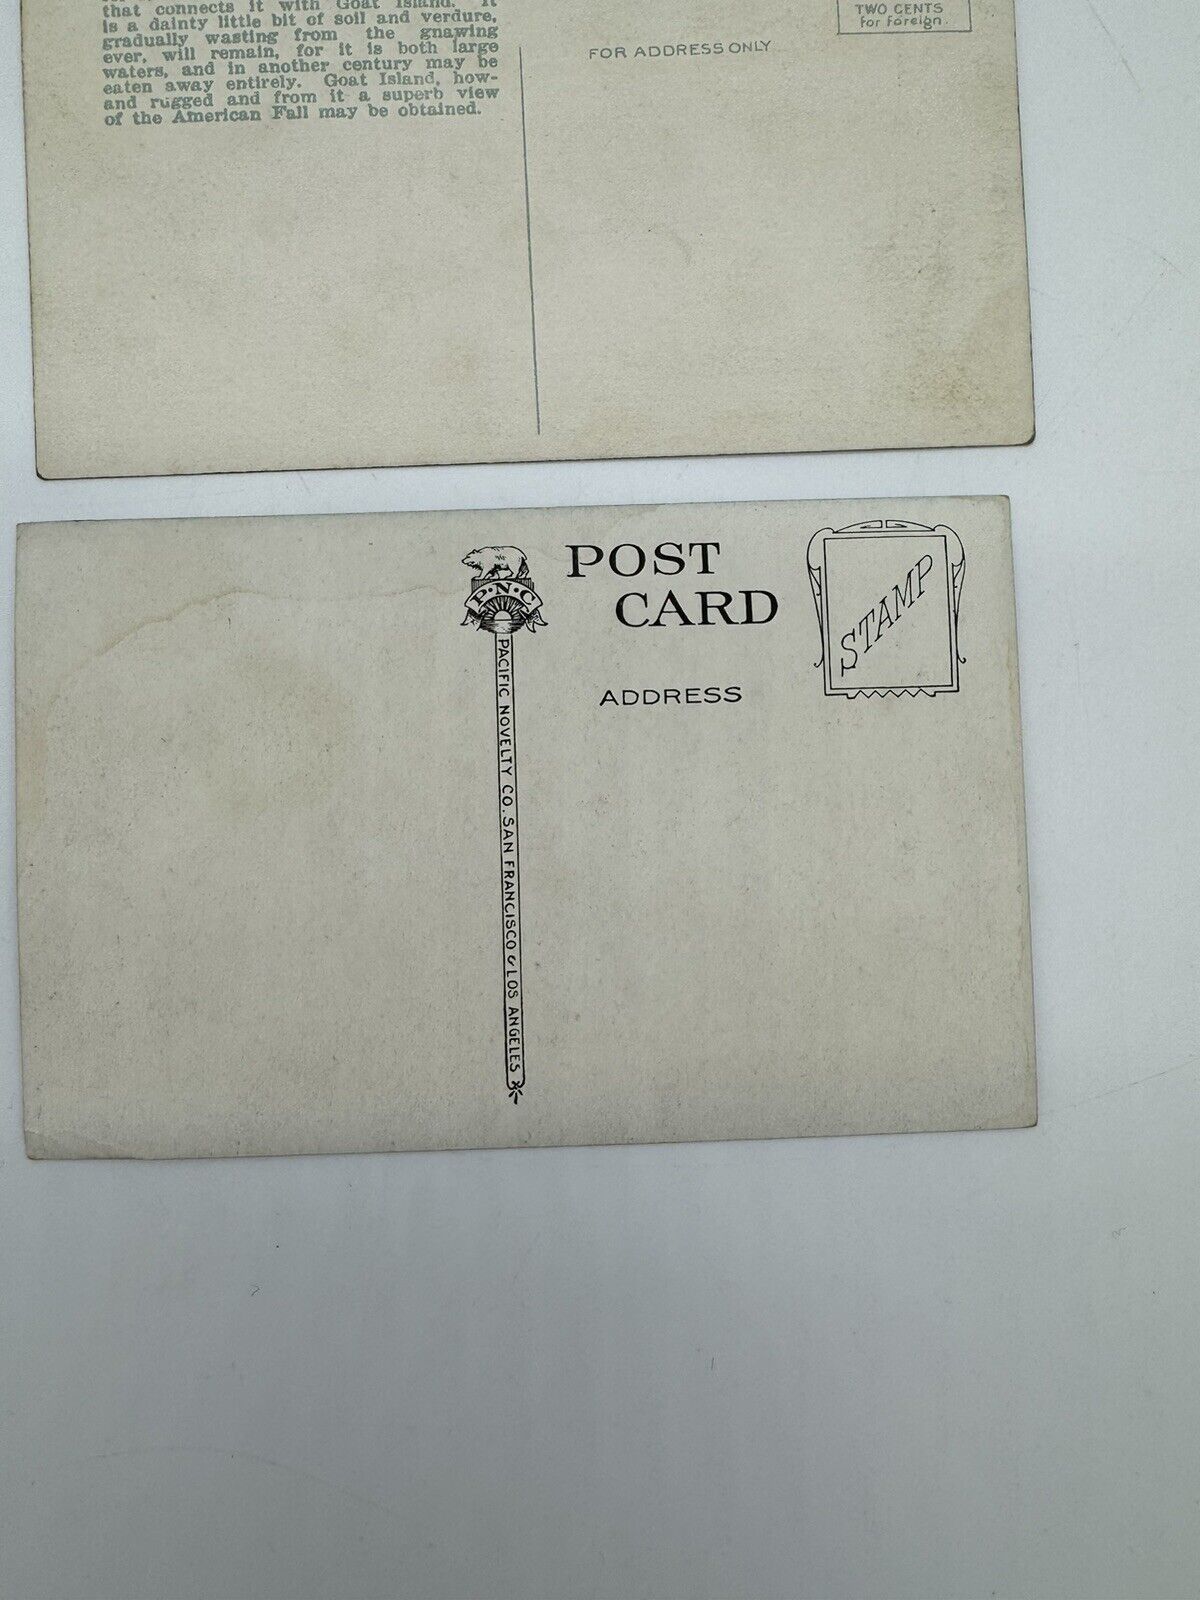 that connects it with Goat Island. It
is a dainty little bit of soil and verdure,
gradually wasting from the gnawing
ever, will remain, for it is both large
waters, and in another century may be
eaten away entirely. Goat Island, how-
and rugged and from it a superb view
of the American Fall may be obtained.
TWO CENTS
for foreign.
FOR ADDRESS ONLY
P·N·C
POST
CARD
ADDRESS
STAMP
PACIFIC NOVELTY CO. SAN FRANCISCO & LOS ANGELES